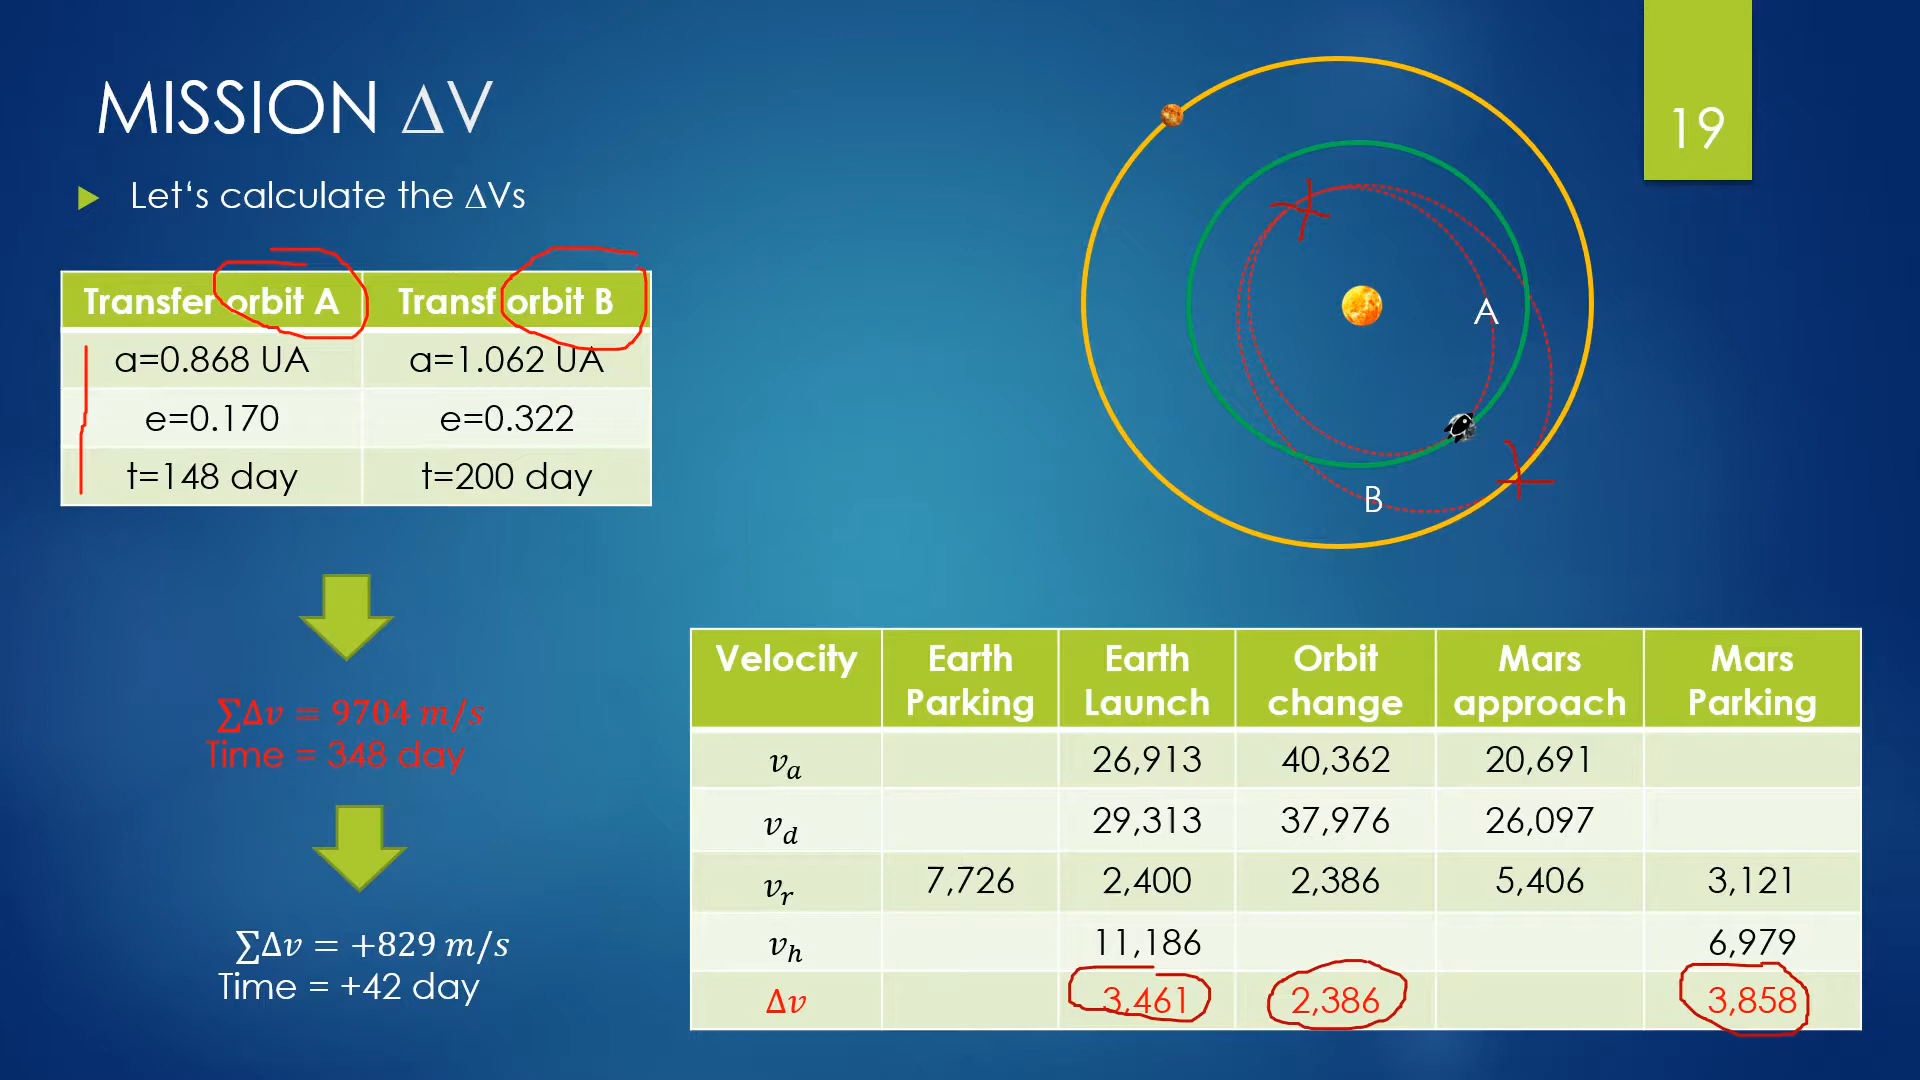 MISSION ΔV
19
Let's calculate the ΔVs
Transfer orbit A Transf orbit B
a=0.868 UA a=1.062 UA
e=0.170 e=0.322
t=148 day t=200 day
A
B
∑Δv = 9704 m/s
Time = 348 day
∑Δv = +829 m/s
Time = +42 day
Velocity Earth Parking Earth Launch Orbit change Mars approach Mars Parking
v_a 26,913 40,362 20,691
v_d 29,313 37,976 26,097
v_r 7,726 2,400 2,386 5,406 3,121
v_h 11,186 6,979
Δv 3,461 2,386 3,858